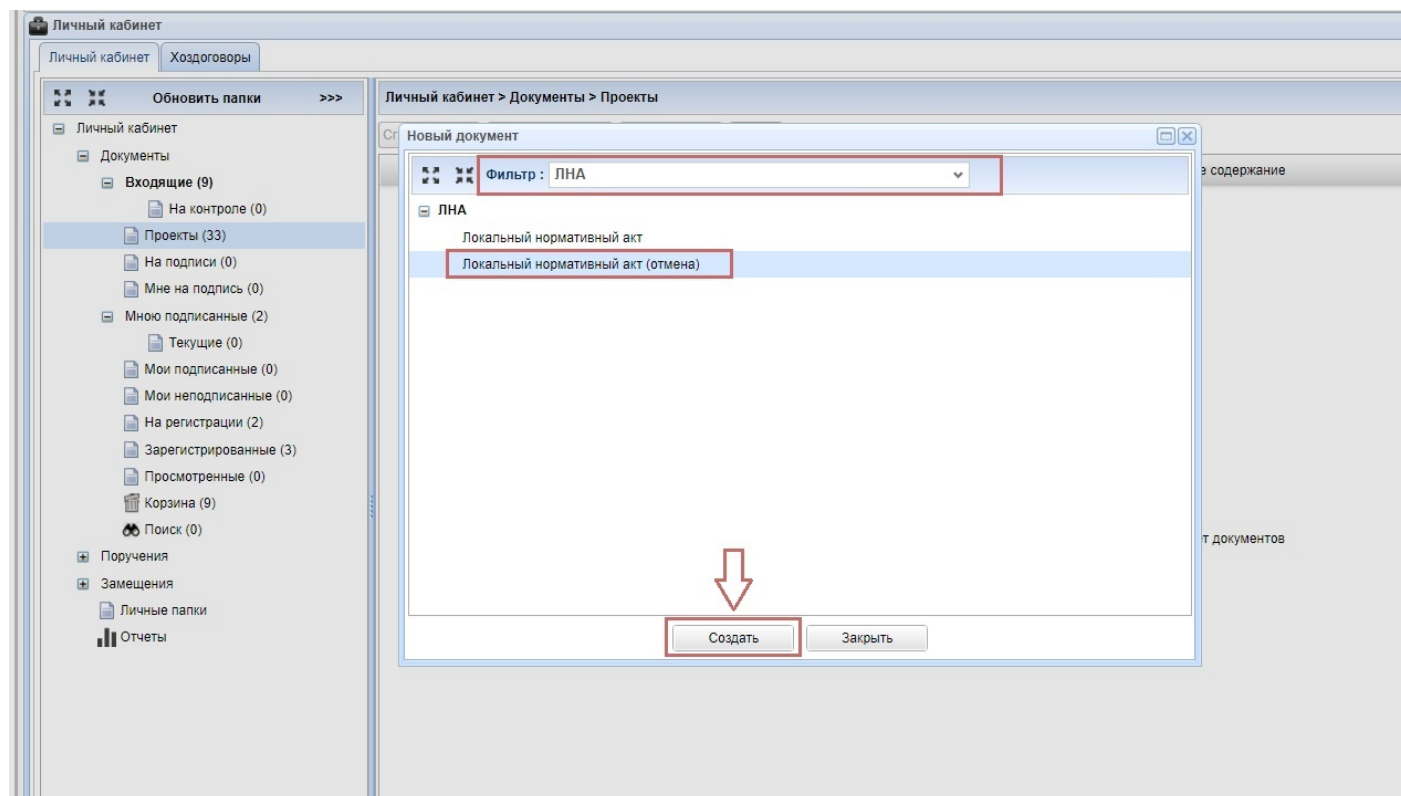 Личный кабинет
Личный кабинет Хоздоговоры
Обновить папки >>>
Личный кабинет
Документы
Входящие (9)
На контроле (0)
Проекты (33)
На подписи (0)
Мне на подпись (0)
Мною подписанные (2)
Текущие (0)
Мои подписанные (0)
Мои неподписанные (0)
На регистрации (2)
Зарегистрированные (3)
Просмотренные (0)
Корзина (9)
Поиск (0)
Поручения
Замещения
Личные папки
Отчеты
Личный кабинет > Документы > Проекты
Новый документ
Фильтр : ЛНА
ЛНА
Локальный нормативный акт
Локальный нормативный акт (отмена)
Создать Закрыть
содержание
документов